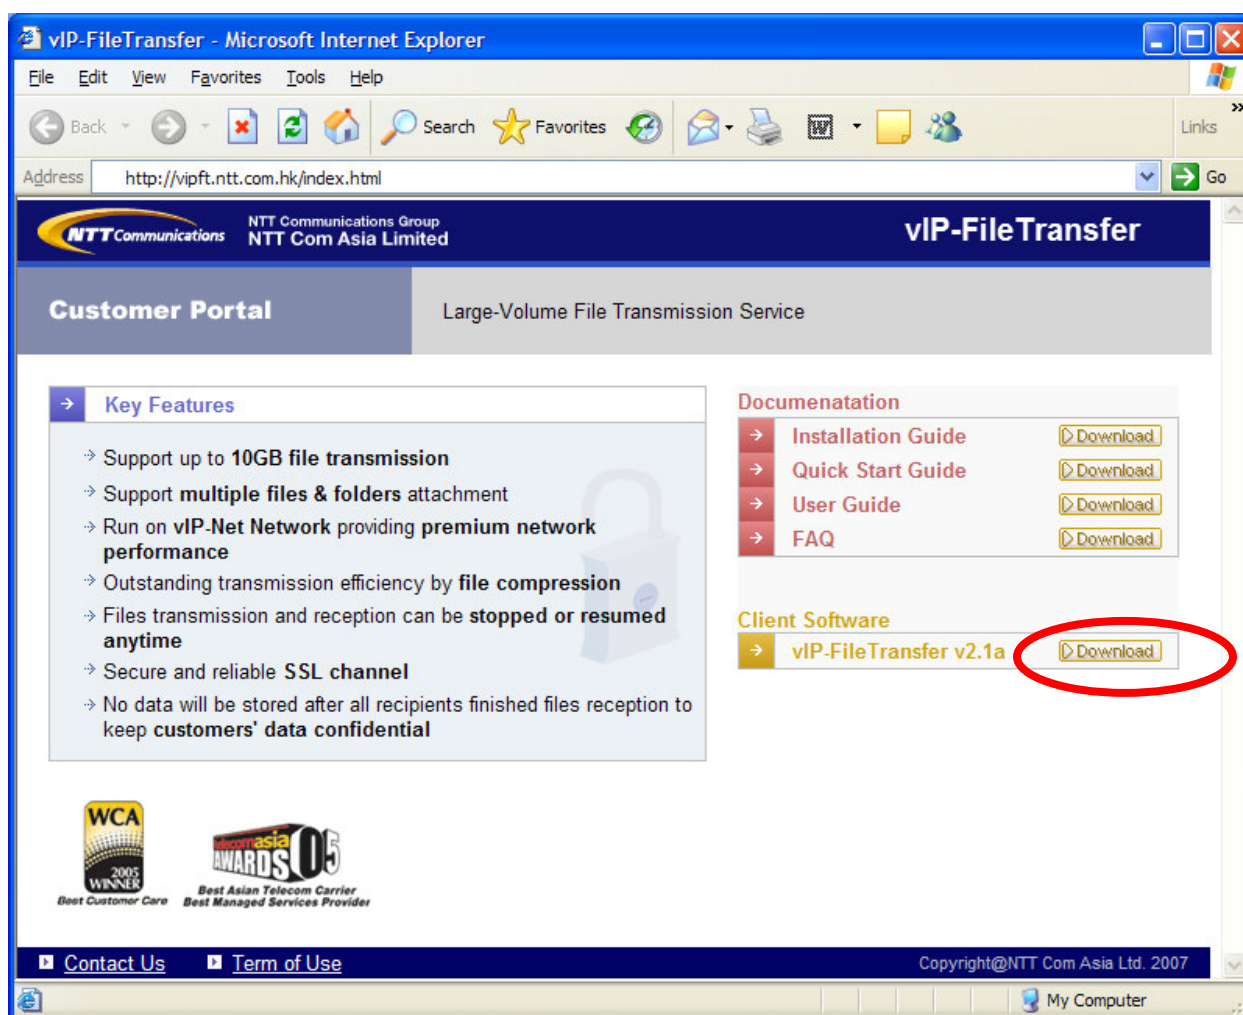 vIP-FileTransfer - Microsoft Internet Explorer
File Edit View Favorites Tools Help
Back Search Favorites Links
Address http://vipft.ntt.com.hk/index.html Go
NTT Communications
NTT Communications Group
NTT Com Asia Limited
vIP-FileTransfer
Customer Portal
Large-Volume File Transmission Service
Key Features
Support up to 10GB file transmission
Support multiple files & folders attachment
Run on vIP-Net Network providing premium network
performance
Outstanding transmission efficiency by file compression
Files transmission and reception can be stopped or resumed
anytime
Secure and reliable SSL channel
No data will be stored after all recipients finished files reception to
keep customers' data confidential
Documenatation
Installation Guide Download
Quick Start Guide Download
User Guide Download
FAQ Download
Client Software
vIP-FileTransfer v2.1a Download
WCA
2005
WINNER
Best Customer Care
telecomasia
AWARDS 05
Best Asian Telecom Carrier
Best Managed Services Provider
Contact Us Term of Use
Copyright@NTT Com Asia Ltd. 2007
My Computer